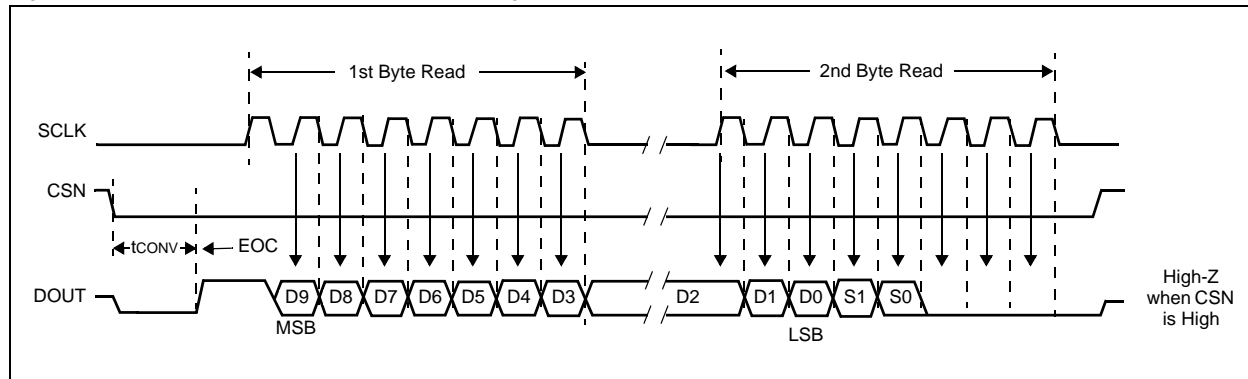 1st Byte Read
2nd Byte Read
SCLK
CSN
tCONV
EOC
DOUT
D9
D8
D7
D6
D5
D4
D3
D2
D1
D0
S1
S0
MSB
LSB
High-Z
when CSN
is High